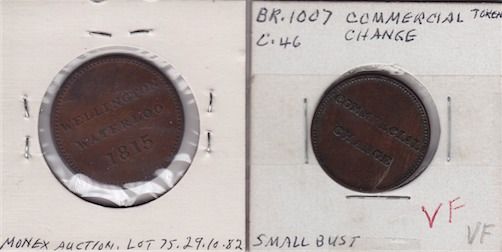 WELLINGTON
WATERLOO
1815
MONEX AUCTION. LOT 75. 29.10.82
BR.1007 COMMERCIAL TOKEN
C.46 CHANGE
COMMERCIAL
CHANGE
VF
SMALL BUST
VF